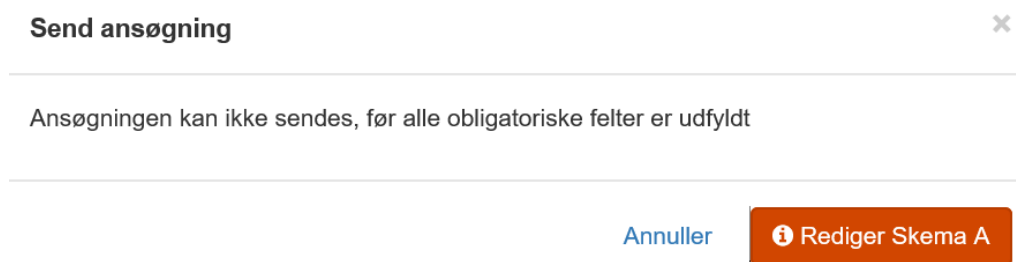 Send ansøgning
Ansøgningen kan ikke sendes, før alle obligatoriske felter er udfyldt
Annuller
Rediger Skema A